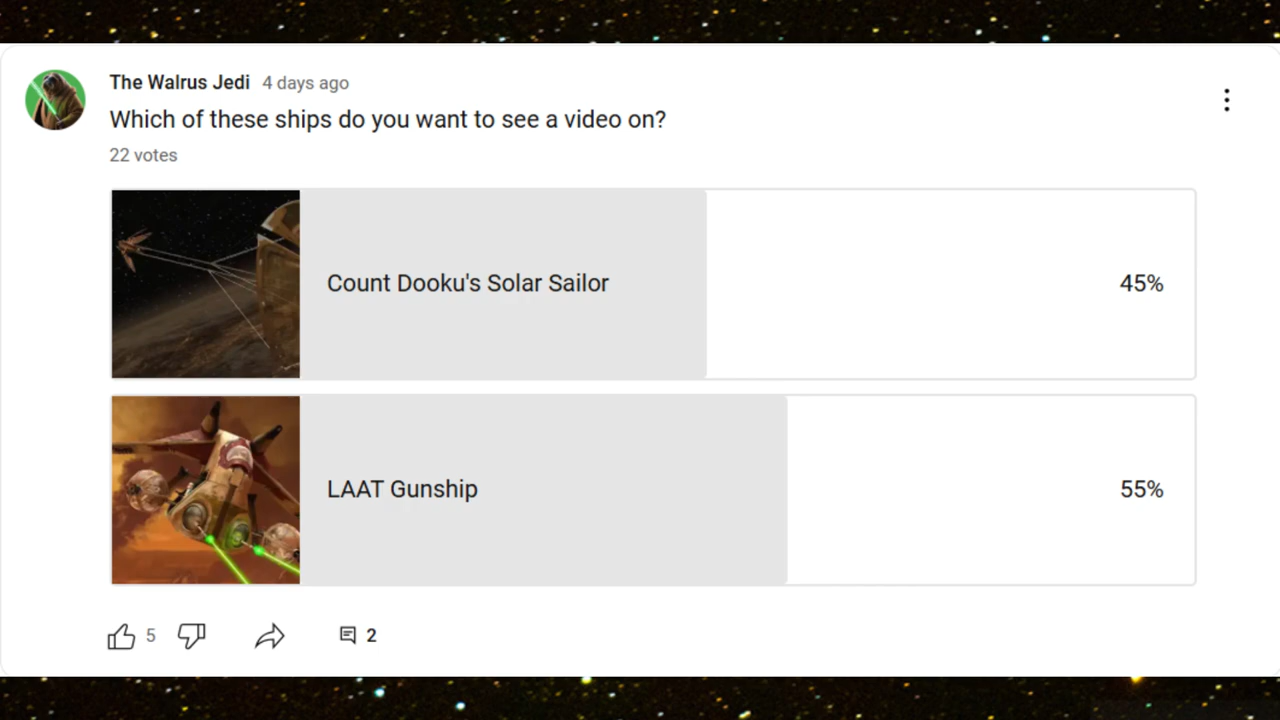 The Walrus Jedi 4 days ago
Which of these ships do you want to see a video on?
22 votes
Count Dooku's Solar Sailor 45%
LAAT Gunship 55%
5 2